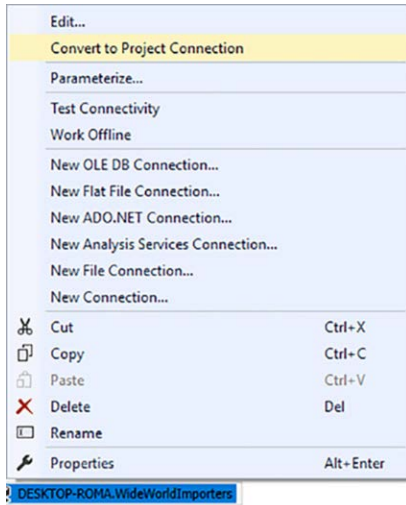 Edit...
Convert to Project Connection
Parameterize...
Test Connectivity
Work Offline
New OLE DB Connection...
New Flat File Connection...
New ADO.NET Connection...
New Analysis Services Connection...
New File Connection...
New Connection...
Cut Ctrl+X
Copy Ctrl+C
Paste Ctrl+V
Delete Del
Rename
Properties Alt+Enter
DESKTOP-ROMA.WideWorldImporters